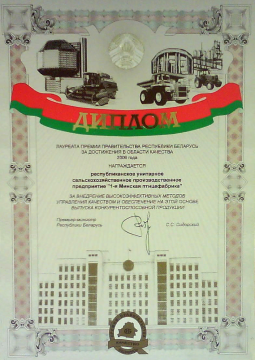 ДИПЛОМ
ЛАУРЕАТА ПРЕМИИ ПРАВИТЕЛЬСТВА РЕСПУБЛИКИ БЕЛАРУСЬ
ЗА ДОСТИЖЕНИЯ В ОБЛАСТИ КАЧЕСТВА
2009 года
НАГРАЖДАЕТСЯ
республиканское унитарное
сельскохозяйственное производственное
предприятие "1-я Минская птицефабрика"
ЗА ВНЕДРЕНИЕ ВЫСОКОЭФФЕКТИВНЫХ МЕТОДОВ
УПРАВЛЕНИЯ КАЧЕСТВОМ И ОБЕСПЕЧЕНИЕ НА ЭТОЙ ОСНОВЕ
ВЫПУСКА КОНКУРЕНТОСПОСОБНОЙ ПРОДУКЦИИ
Премьер-министр
Республики Беларусь
С.С. Сидорский